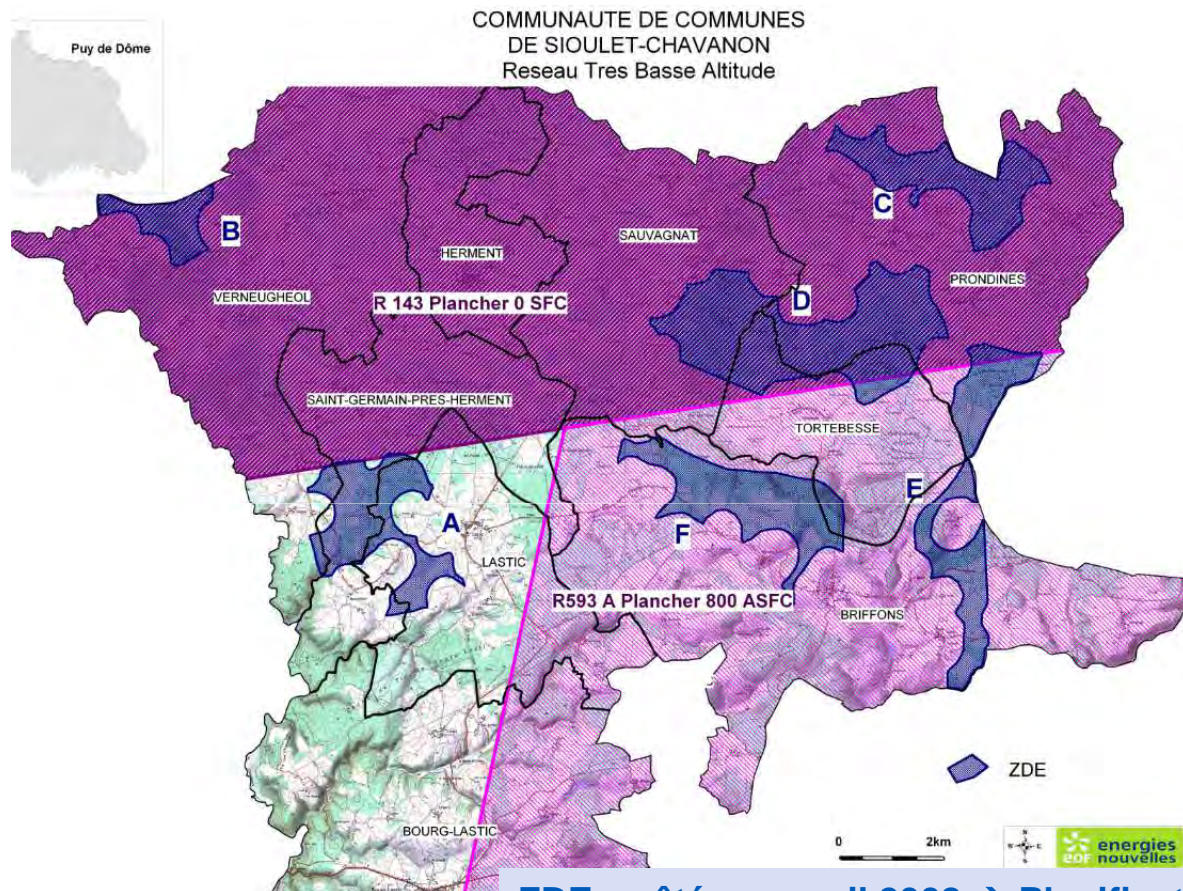 COMMUNAUTE DE COMMUNES
DE SIOULET-CHAVANON
Reseau Tres Basse Altitude
Puy de Dôme
B
C
SAUVAGNAT
HERMENT
PRONDINES
VERNEUGHEOL
R 143 Plancher 0 SFC
D
SAINT-GERMAIN-PRES-HERMENT
TORTEBESSE
E
A
F
LASTIC
R593 A Plancher 800 ASFC
BRIFFONS
ZDE
BOURG-LASTIC
0 2km
N
W E
S
edf energies
nouvelles